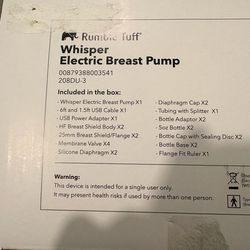 Rumble Tuff
Whisper
Electric Breast Pump
00879388003541
208DU-3
Included in the box:
- Whisper Electric Breast Pump X1
- 6ft and 1.5ft USB Cable X1
- USB Power Adapter X1
- HF Breast Shield Body X2
25mm Breast Shield/Flange X2
Membrane Valve X4
Silicone Diaphragm X2
- Diaphragm Cap X2
- Tubing with Splitter X1
- Bottle Adaptor X2
- 5oz Bottle X2
- Bottle Cap with Sealing Disc X2
- Bottle Base X2
- Flange Fit Ruler X1
Warning:
This device is intended for a single user only.
It may present health risks if used by more than one person.